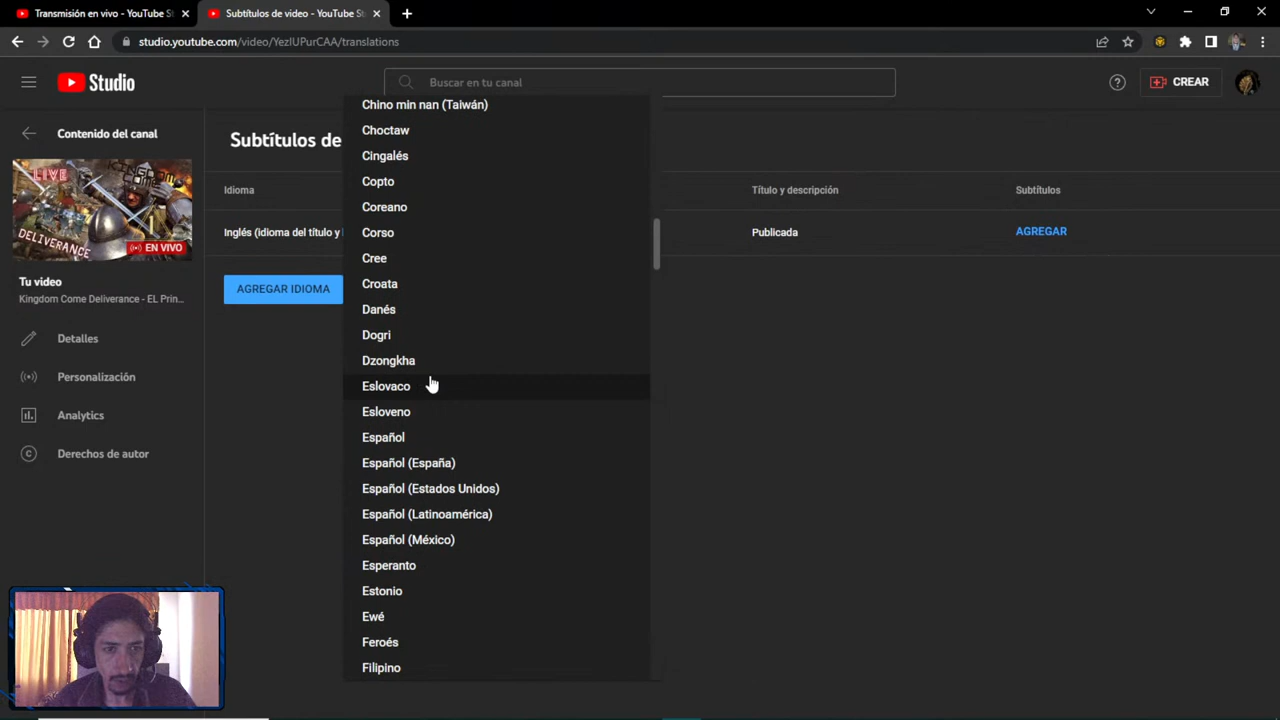 Transmisión en vivo - YouTube St
Subtítulos de video - YouTube St
studio.youtube.com/video/YezIUPurCAA/translations
Studio
Buscar en tu canal
CREAR
Contenido del canal
LIVE
KINGDOM COME
DELIVERANCE
EN VIVO
Tu video
Kingdom Come Deliverance - EL Prin...
Detalles
Personalización
Analytics
Derechos de autor
Subtítulos de
Idioma
Título y descripción
Subtítulos
Inglés (idioma del título y l
Publicada
AGREGAR
AGREGAR IDIOMA
Chino min nan (Taiwán)
Choctaw
Cingalés
Copto
Coreano
Corso
Cree
Croata
Danés
Dogri
Dzongkha
Eslovaco
Esloveno
Español
Español (España)
Español (Estados Unidos)
Español (Latinoamérica)
Español (México)
Esperanto
Estonio
Ewé
Feroés
Filipino